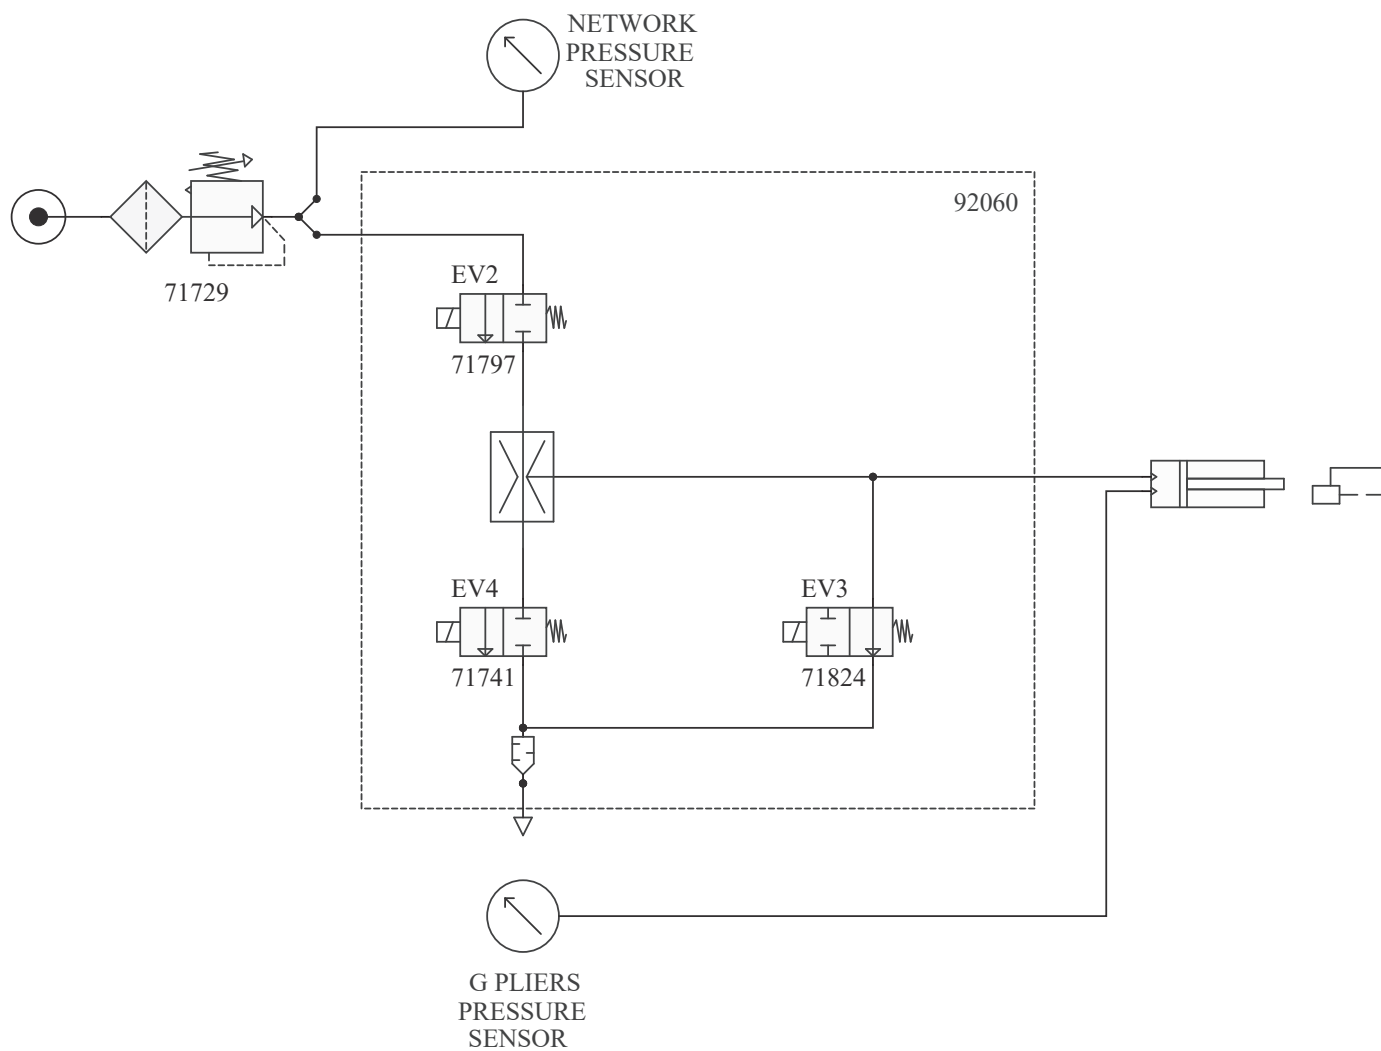 NETWORK
PRESSURE
SENSOR
92060
EV2
71729
71797
EV4
EV3
71741
71824
G PLIERS
PRESSURE
SENSOR